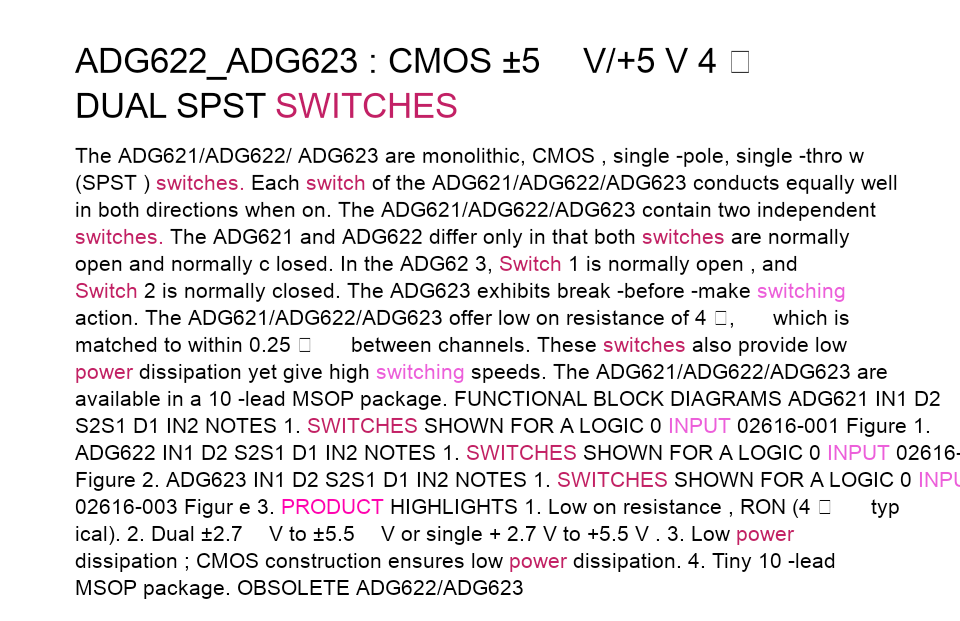 ADG622_ADG623 : CMOS ±5 V/+5 V 4 □
DUAL SPST SWITCHES
The ADG621/ADG622/ ADG623 are monolithic, CMOS , single -pole, single -thro w
(SPST ) switches. Each switch of the ADG621/ADG622/ADG623 conducts equally well
in both directions when on. The ADG621/ADG622/ADG623 contain two independent
switches. The ADG621 and ADG622 differ only in that both switches are normally
open and normally c losed. In the ADG62 3, Switch 1 is normally open , and
Switch 2 is normally closed. The ADG623 exhibits break -before -make switching
action. The ADG621/ADG622/ADG623 offer low on resistance of 4 □, which is
matched to within 0.25 □ between channels. These switches also provide low
power dissipation yet give high switching speeds. The ADG621/ADG622/ADG623 are
available in a 10 -lead MSOP package. FUNCTIONAL BLOCK DIAGRAMS ADG621 IN1 D2
S2S1 D1 IN2 NOTES 1. SWITCHES SHOWN FOR A LOGIC 0 INPUT 02616-001 Figure 1.
ADG622 IN1 D2 S2S1 D1 IN2 NOTES 1. SWITCHES SHOWN FOR A LOGIC 0 INPUT 02616-
Figure 2. ADG623 IN1 D2 S2S1 D1 IN2 NOTES 1. SWITCHES SHOWN FOR A LOGIC 0 INPU
02616-003 Figur e 3. PRODUCT HIGHLIGHTS 1. Low on resistance , RON (4 □ typ
ical). 2. Dual ±2.7 V to ±5.5 V or single + 2.7 V to +5.5 V . 3. Low power
dissipation ; CMOS construction ensures low power dissipation. 4. Tiny 10 -lead
MSOP package. OBSOLETE ADG622/ADG623